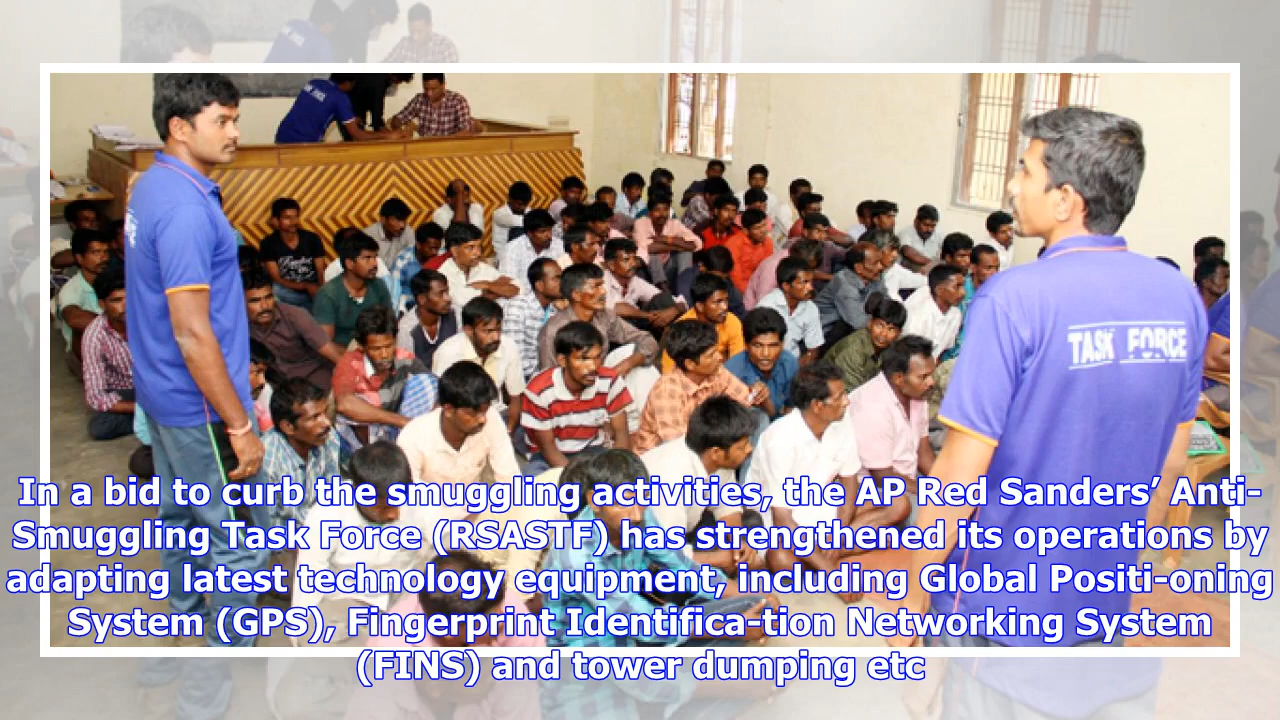 TASK FORCE
In a bid to curb the smuggling activities, the AP Red Sanders’ Anti-
Smuggling Task Force (RSASTF) has strengthened its operations by
adapting latest technology equipment, including Global Positi-oning
System (GPS), Fingerprint Identifica-tion Networking System
(FINS) and tower dumping etc